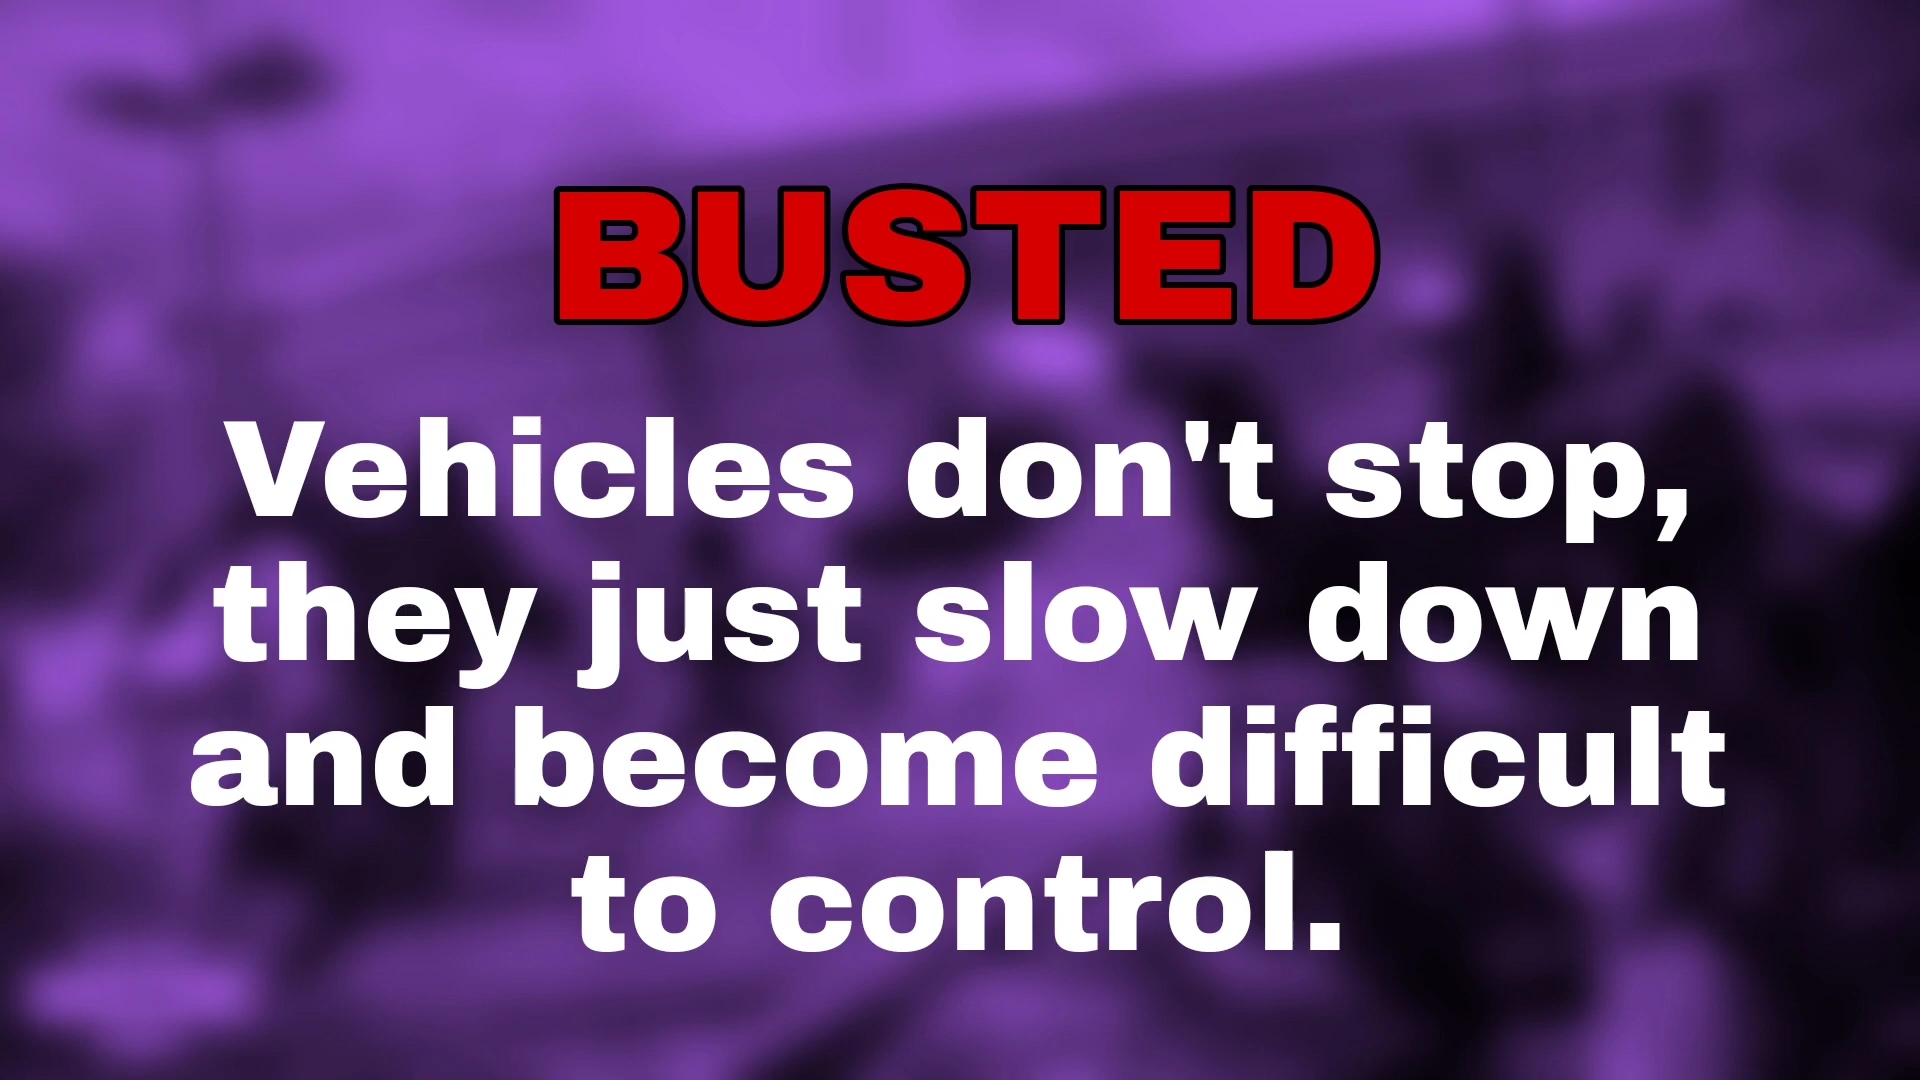 BUSTED
Vehicles don't stop,
they just slow down
and become difficult
to control.